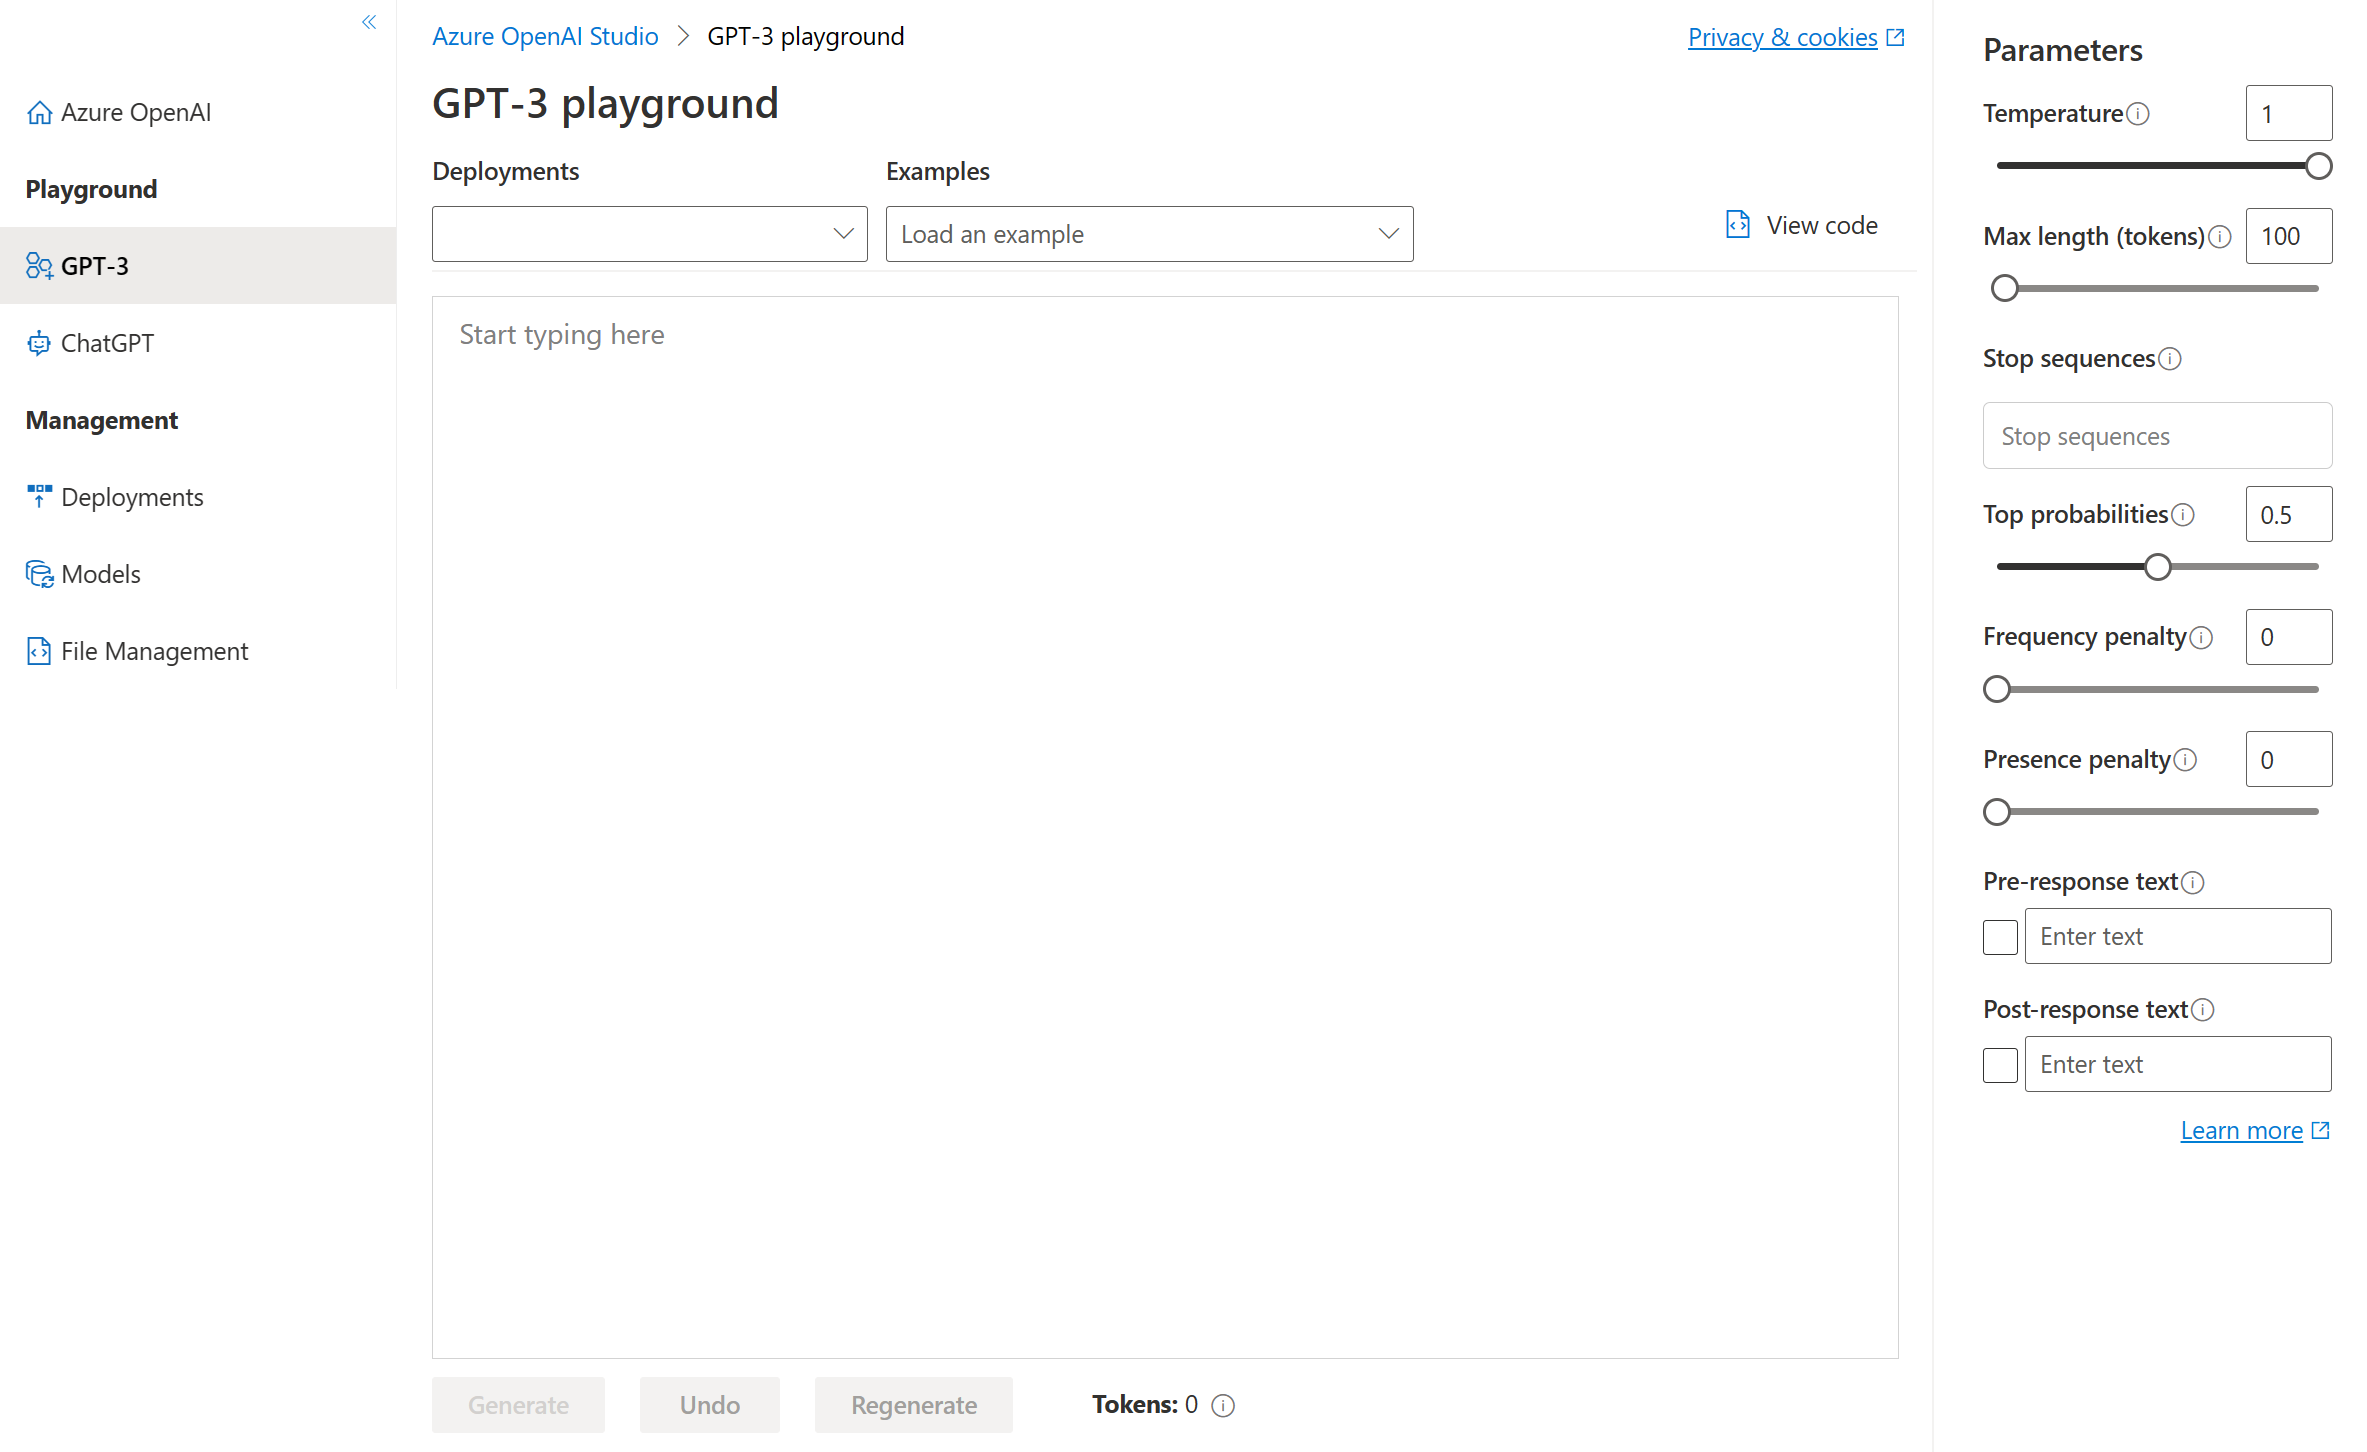 Azure OpenAI
Playground
GPT-3
ChatGPT
Management
Deployments
Models
File Management
Azure OpenAI Studio > GPT-3 playground
Privacy & cookies
GPT-3 playground
Deployments
Examples
Load an example
View code
Start typing here
Generate
Undo
Regenerate
Tokens: 0
Parameters
Temperature
1
Max length (tokens)
100
Stop sequences
Stop sequences
Top probabilities
0.5
Frequency penalty
0
Presence penalty
0
Pre-response text
Enter text
Post-response text
Enter text
Learn more